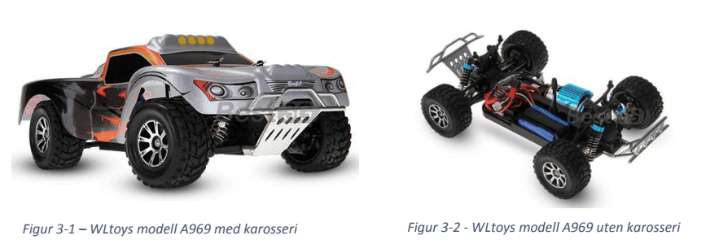 Figur 3-1 – WLtoys modell A969 med karosseri
Figur 3-2 - WLtoys modell A969 uten karosseri